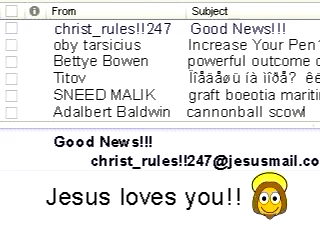 From Subject
christ_rules!!247 Good News!!!
oby tarsicius Increase Your Pen
Bettye Bowen powerful outcome
Titov
SNEED MALIK graft boeotia
Adalbert Baldwin cannonball scowl
Good News!!!
christ_rules!!247@jesusmail.co
Jesus loves you!!